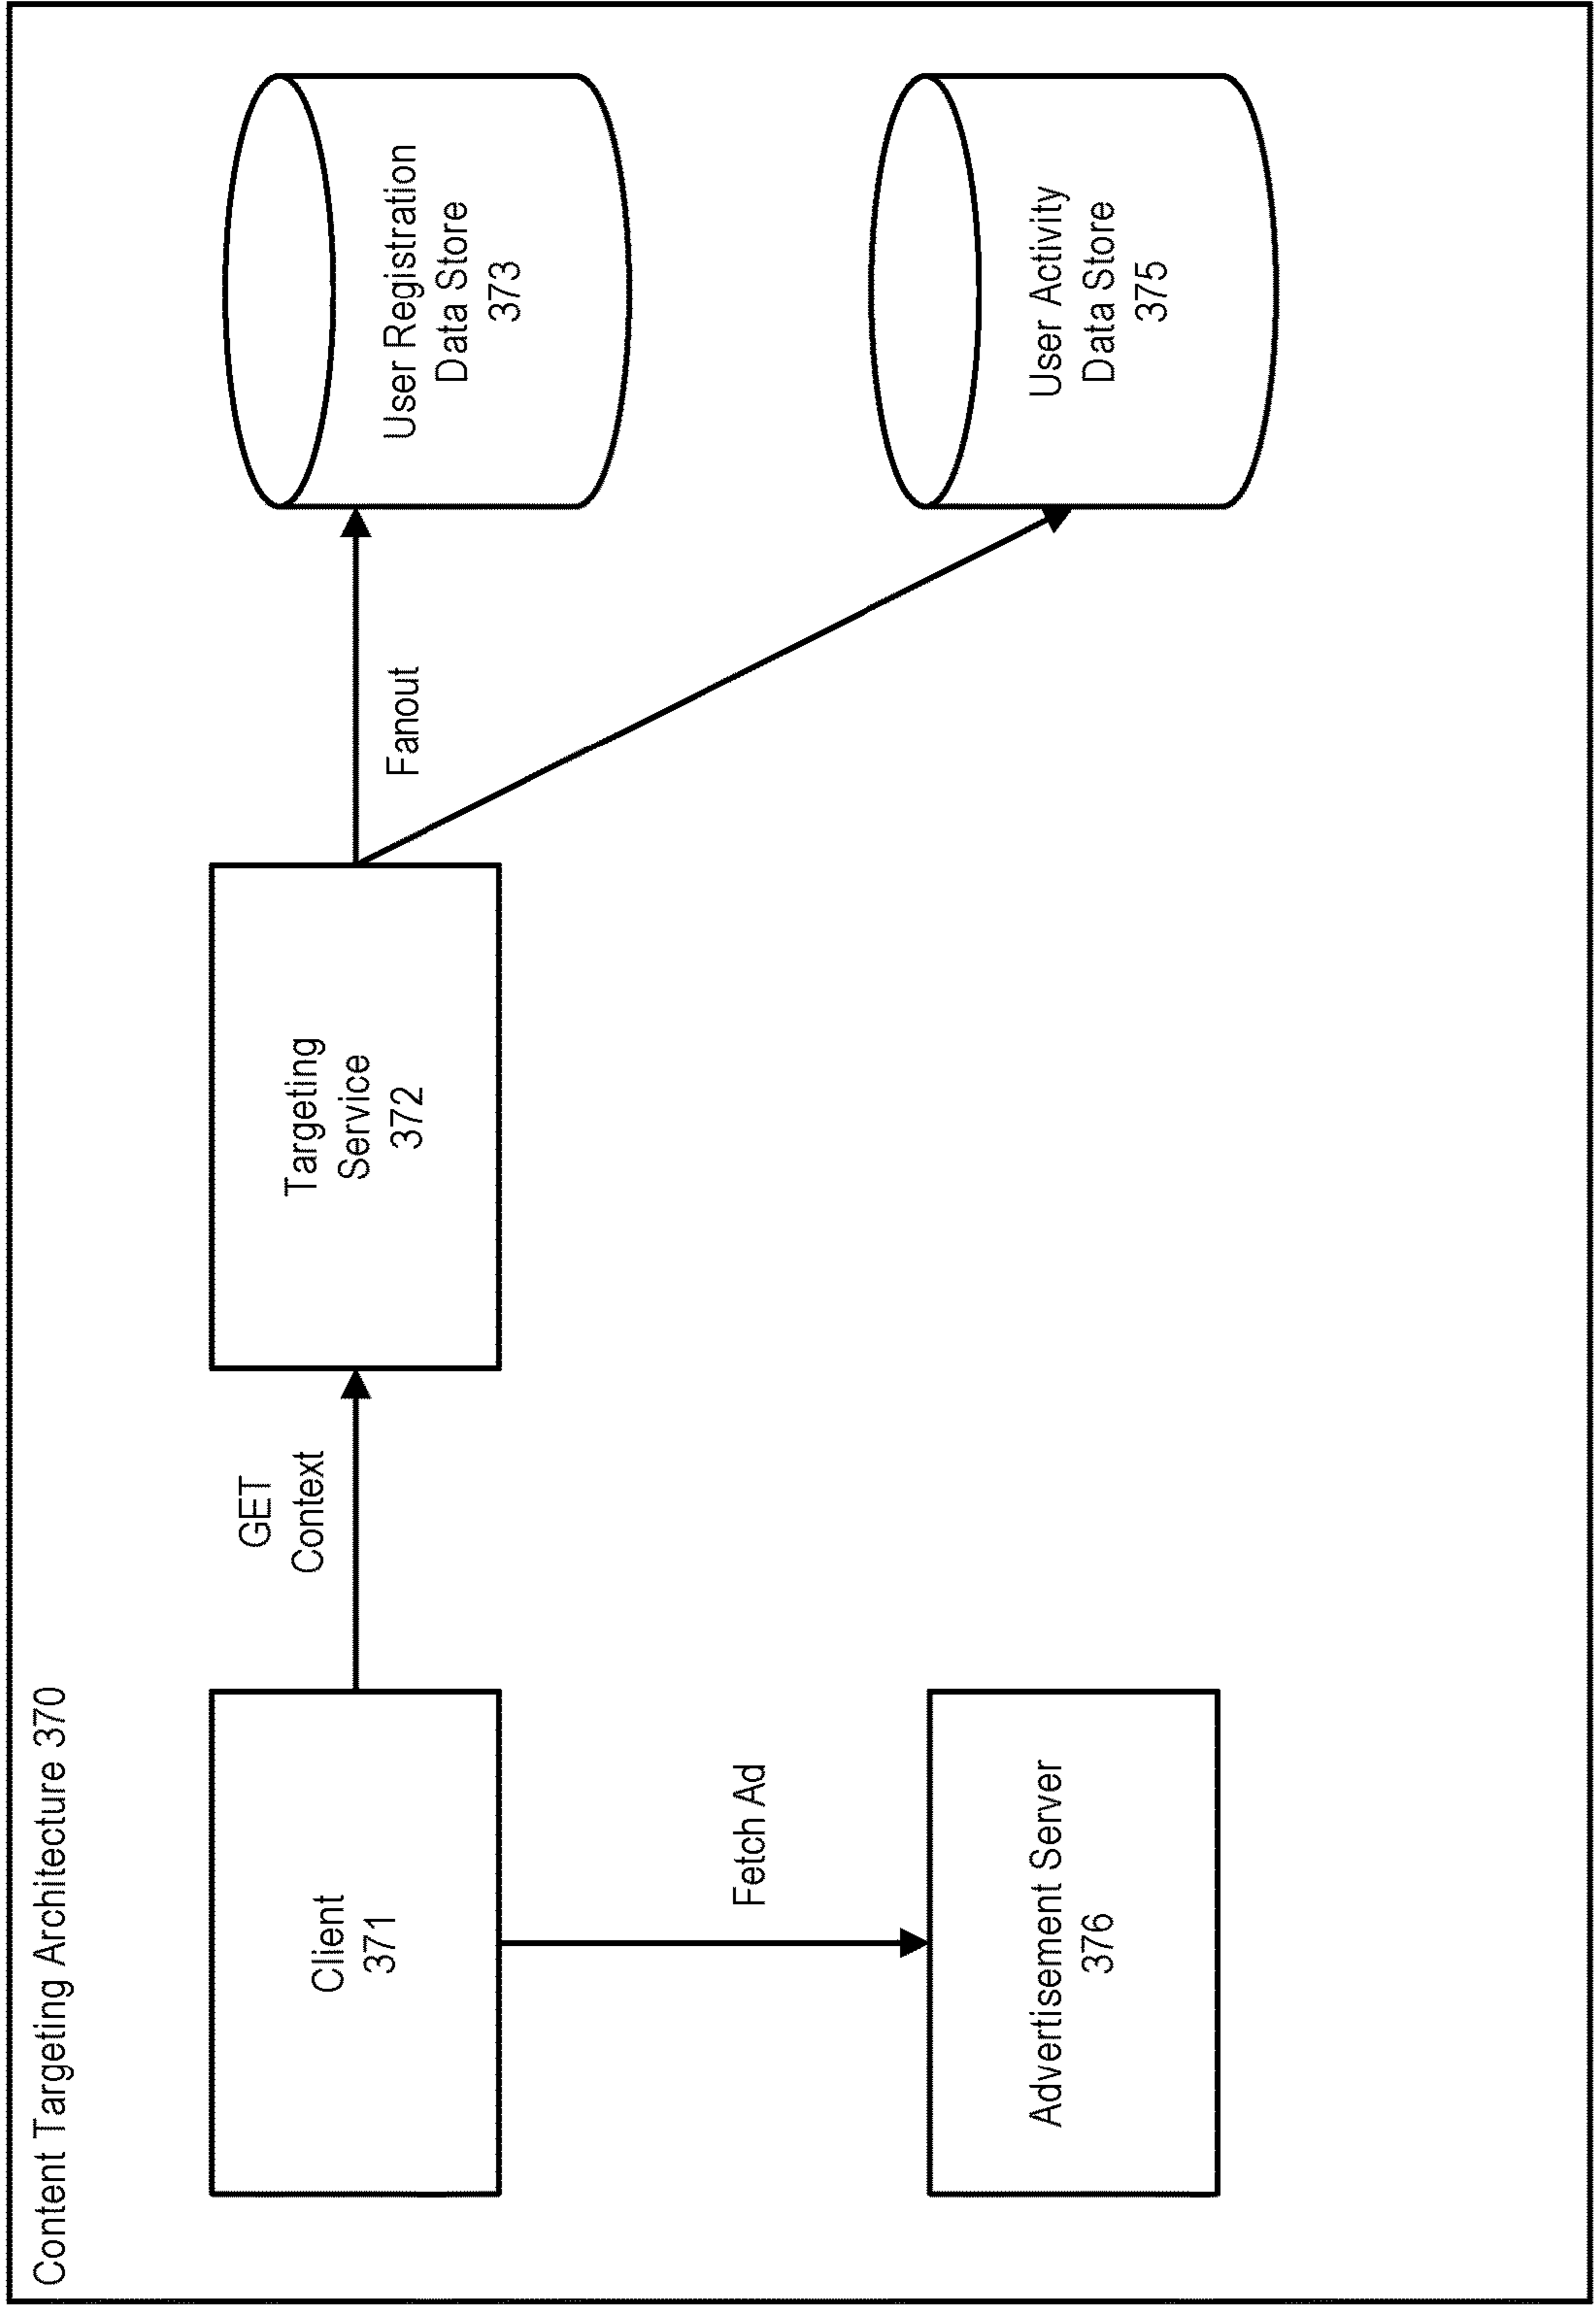 Content Targeting Architecture 370
Client
371
GET
Context
Targeting
Service
372
Fanout
User Registration
Data Store
373
Fetch Ad
Advertisement Server
376
User Activity
Data Store
375